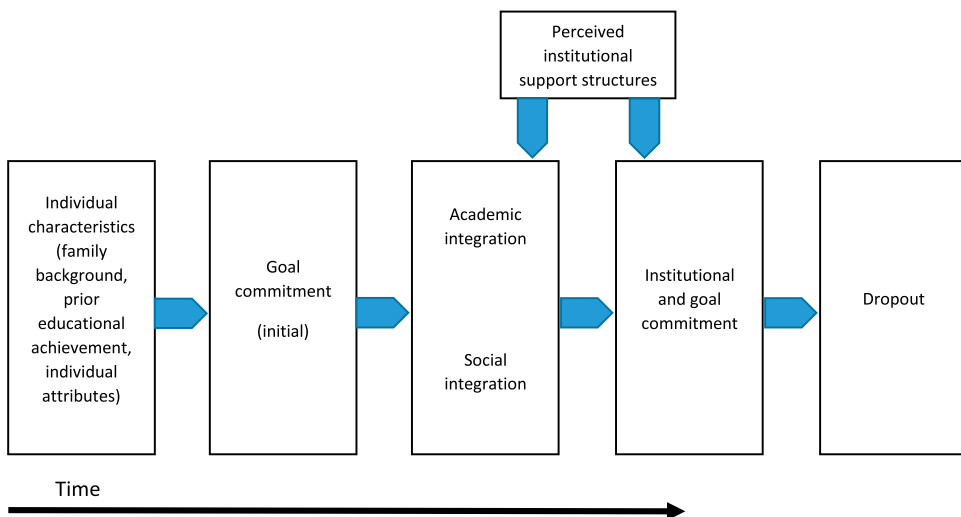 Perceived
institutional
support structures
Individual
characteristics
(family
background,
prior
educational
achievement,
individual
attributes)
Goal
commitment
(initial)
Academic
integration
Social
integration
Institutional
and goal
commitment
Dropout
Time